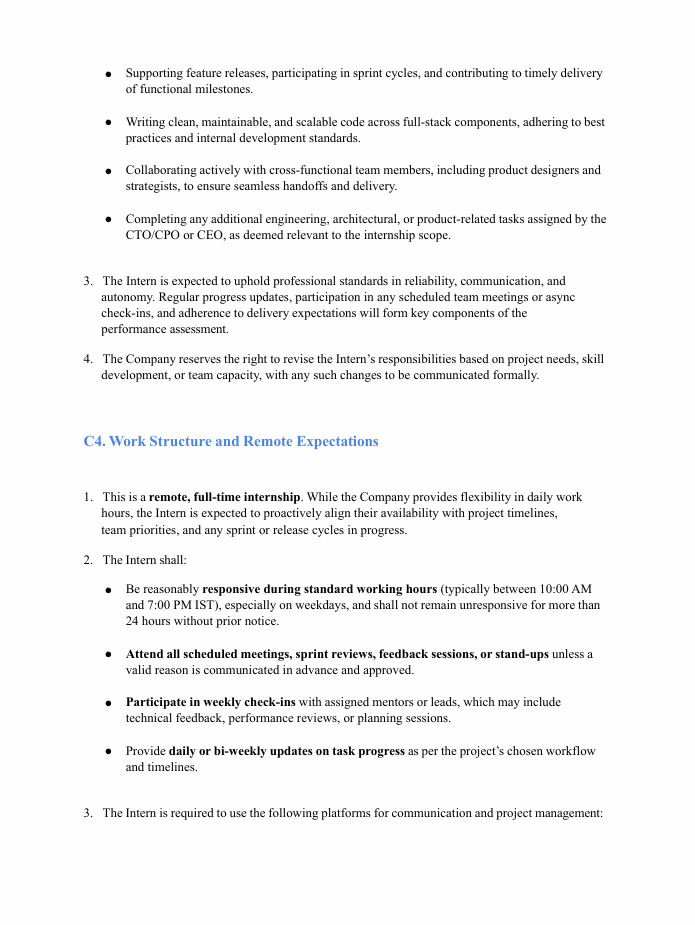 ● Supporting feature releases, participating in sprint cycles, and contributing to timely delivery
of functional milestones.
● Writing clean, maintainable, and scalable code across full-stack components, adhering to best
practices and internal development standards.
● Collaborating actively with cross-functional team members, including product designers and
strategists, to ensure seamless handoffs and delivery.
● Completing any additional engineering, architectural, or product-related tasks assigned by the
CTO/CPO or CEO, as deemed relevant to the internship scope.
3. The Intern is expected to uphold professional standards in reliability, communication, and
autonomy. Regular progress updates, participation in any scheduled team meetings or async
check-ins, and adherence to delivery expectations will form key components of the
performance assessment.
4. The Company reserves the right to revise the Intern’s responsibilities based on project needs, skill
development, or team capacity, with any such changes to be communicated formally.
C4. Work Structure and Remote Expectations
1. This is a remote, full-time internship. While the Company provides flexibility in daily work
hours, the Intern is expected to proactively align their availability with project timelines,
team priorities, and any sprint or release cycles in progress.
2. The Intern shall:
● Be reasonably responsive during standard working hours (typically between 10:00 AM
and 7:00 PM IST), especially on weekdays, and shall not remain unresponsive for more than
24 hours without prior notice.
● Attend all scheduled meetings, sprint reviews, feedback sessions, or stand-ups unless a
valid reason is communicated in advance and approved.
● Participate in weekly check-ins with assigned mentors or leads, which may include
technical feedback, performance reviews, or planning sessions.
● Provide daily or bi-weekly updates on task progress as per the project’s chosen workflow
and timelines.
3. The Intern is required to use the following platforms for communication and project management: